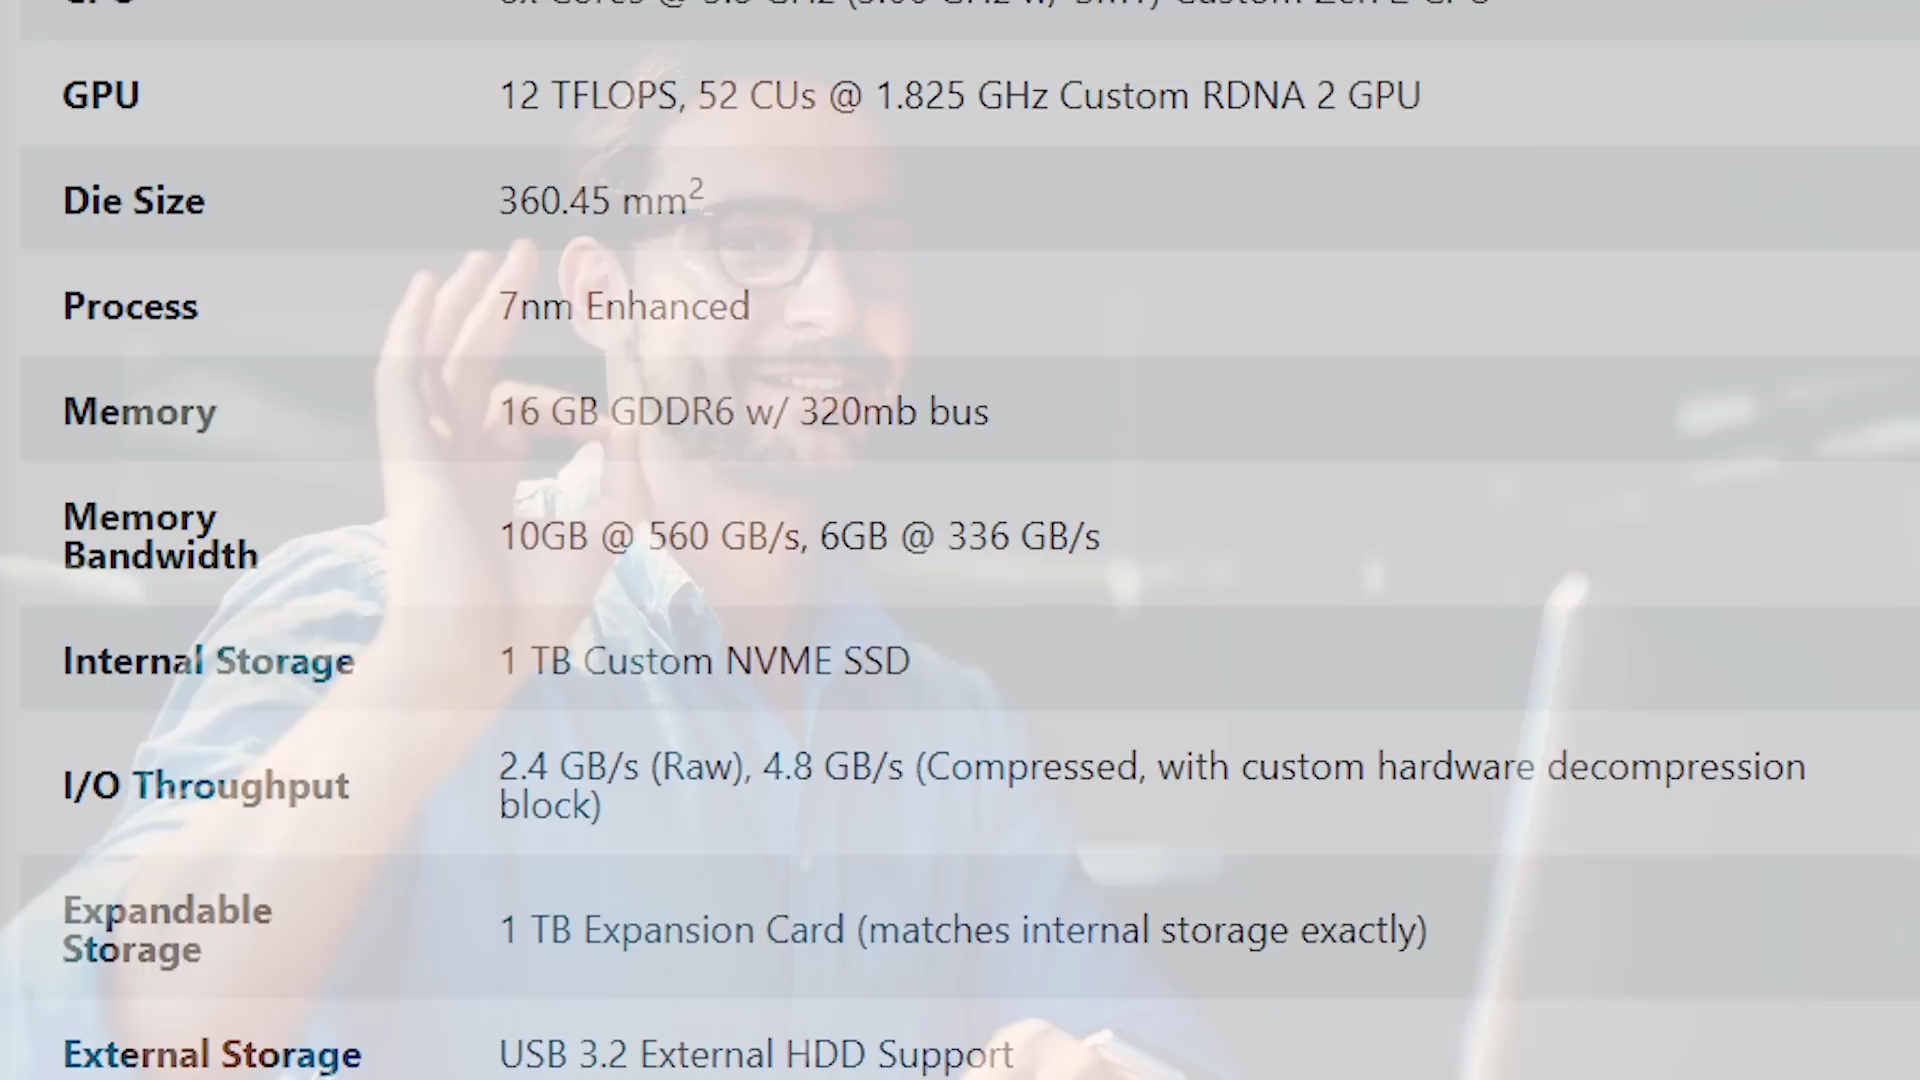 GPU 12 TFLOPS, 52 CUs @ 1.825 GHz Custom RDNA 2 GPU
Die Size 360.45 mm²
Process 7nm Enhanced
Memory 16 GB GDDR6 w/ 320mb bus
Memory
Bandwidth 10GB @ 560 GB/s, 6GB @ 336 GB/s
Internal Storage 1 TB Custom NVME SSD
I/O Throughput 2.4 GB/s (Raw), 4.8 GB/s (Compressed, with custom hardware decompression
block)
Expandable
Storage 1 TB Expansion Card (matches internal storage exactly)
External Storage USB 3.2 External HDD Support